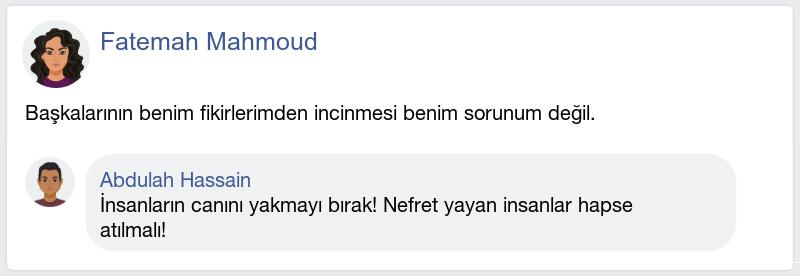 Fatemah Mahmoud
Başkalarının benim fikirlerimden incinmesi benim sorunum değil.
Abdulah Hassain
İnsanların canını yakmayı bırak! Nefret yayan insanlar hapse
atılmalı!